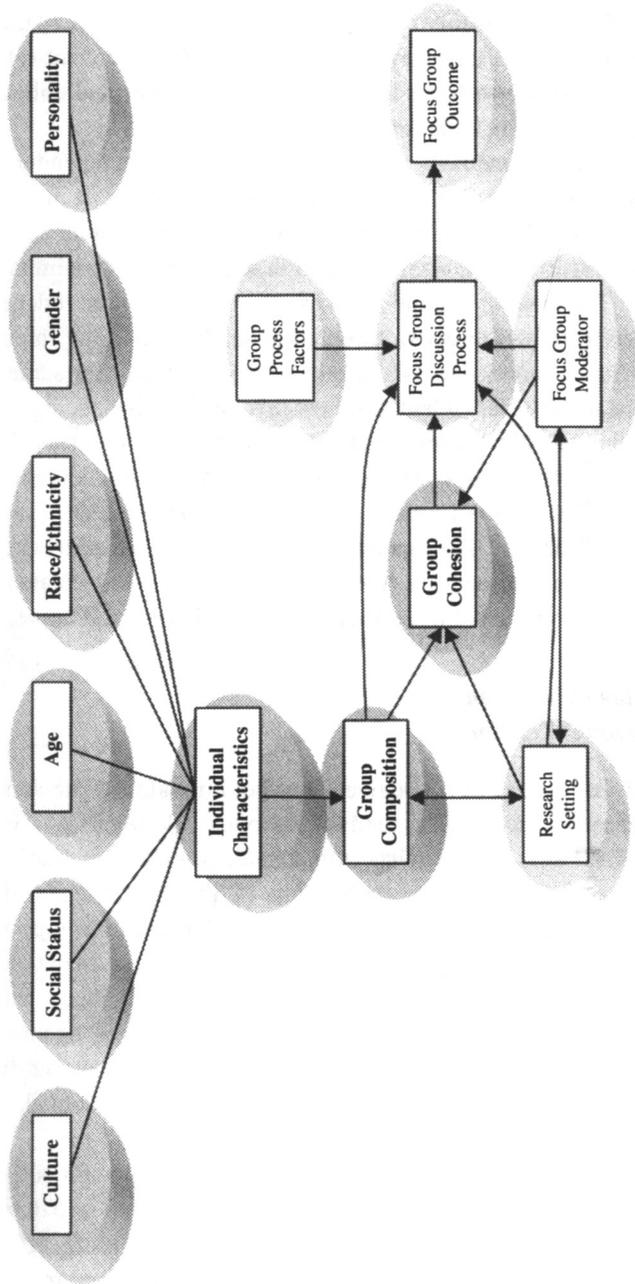 Culture
Social Status
Age
Race/Ethnicity
Gender
Personality
Individual
Characteristics
Group
Composition
Group
Cohesion
Group
Process
Factors
Focus Group
Discussion
Process
Focus Group
Outcome
Research
Setting
Focus Group
Moderator